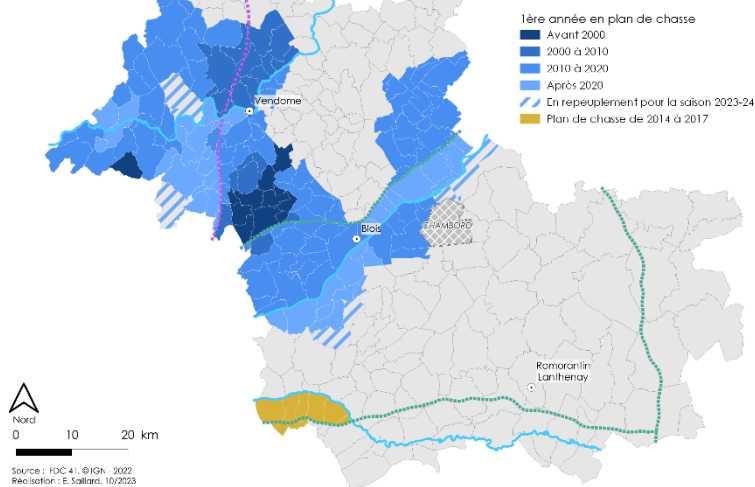 1ère année en plan de chasse
Avant 2000
2000 à 2010
2010 à 2020
Après 2020
En repeuplement pour la saison 2023-24
Plan de chasse de 2014 à 2017
Vendome
CHAMBORD
Blois
Romorantin
Lanthenay
Nord
0 10 20 km
Source : FDC 41, © IGN - 2022
Réalisation : E. Saillard, 10/2023